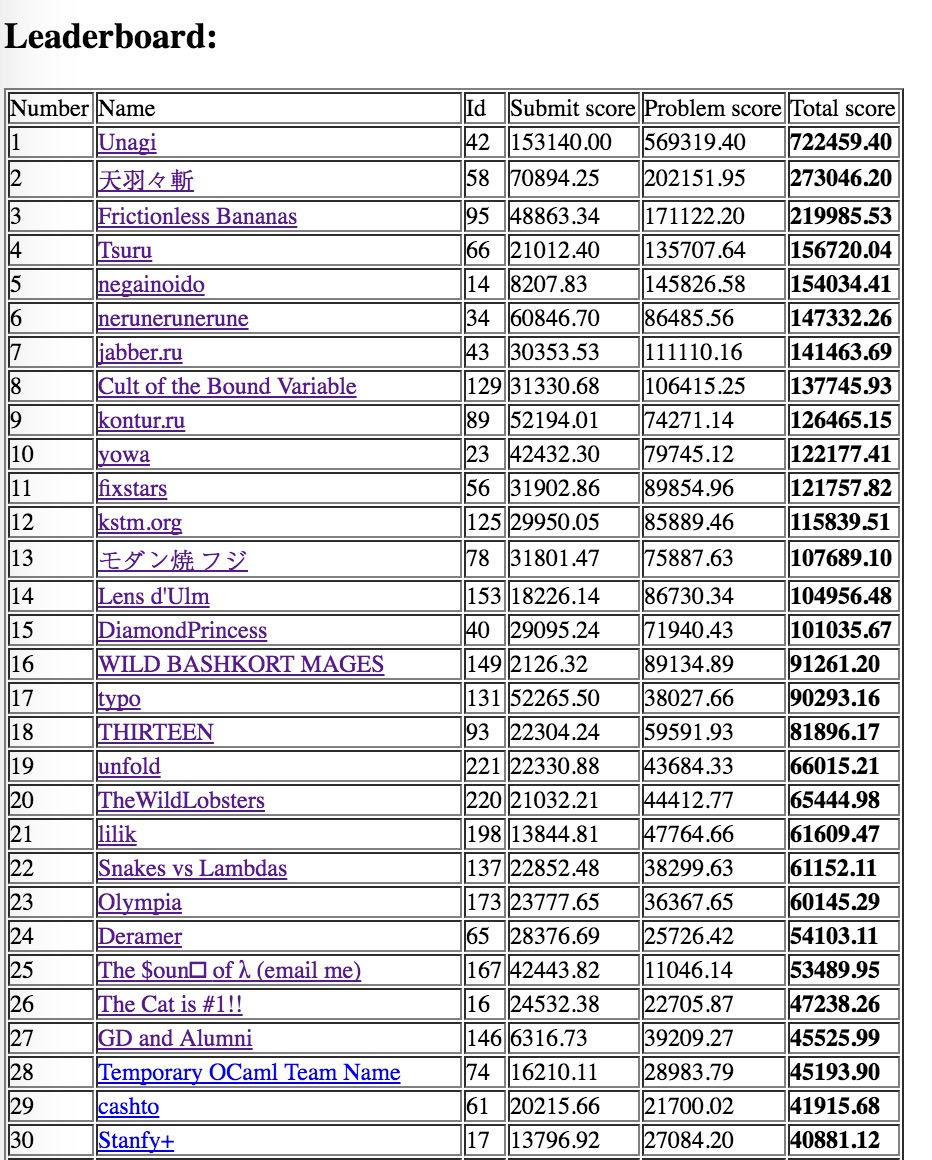 Leaderboard:
Number Name Id Submit score Problem score Total score
1 Unagi 42 153140.00 569319.40 722459.40
2 天羽々斬 58 70894.25 202151.95 273046.20
3 Frictionless Bananas 95 48863.34 171122.20 219985.53
4 Tsuru 66 21012.40 135707.64 156720.04
5 negainoido 14 8207.83 145826.58 154034.41
6 nerunerunerune 34 60846.70 86485.56 147332.26
7 jabber.ru 43 30353.53 111110.16 141463.69
8 Cult of the Bound Variable 129 31330.68 106415.25 137745.93
9 kontur.ru 89 52194.01 74271.14 126465.15
10 yowa 23 42432.30 79745.12 122177.41
11 fixstars 56 31902.86 89854.96 121757.82
12 kstm.org 125 29950.05 85889.46 115839.51
13 モダン焼 フジ 78 31801.47 75887.63 107689.10
14 Lens d'Ulm 153 18226.14 86730.34 104956.48
15 DiamondPrincess 40 29095.24 71940.43 101035.67
16 WILD BASHKORT MAGES 149 2126.32 89134.89 91261.20
17 typo 131 52265.50 38027.66 90293.16
18 THIRTEEN 93 22304.24 59591.93 81896.17
19 unfold 221 22330.88 43684.33 66015.21
20 TheWildLobsters 220 21032.21 44412.77 65444.98
21 lilik 198 13844.81 47764.66 61609.47
22 Snakes vs Lambdas 137 22852.48 38299.63 61152.11
23 Olympia 173 23777.65 36367.65 60145.29
24 Deramer 65 28376.69 25726.42 54103.11
25 The $oun□ of λ (email me) 167 42443.82 11046.14 53489.95
26 The Cat is #1!! 16 24532.38 22705.87 47238.26
27 GD and Alumni 146 6316.73 39209.27 45525.99
28 Temporary OCaml Team Name 74 16210.11 28983.79 45193.90
29 cashto 61 20215.66 21700.02 41915.68
30 Stanfy+ 17 13796.92 27084.20 40881.12